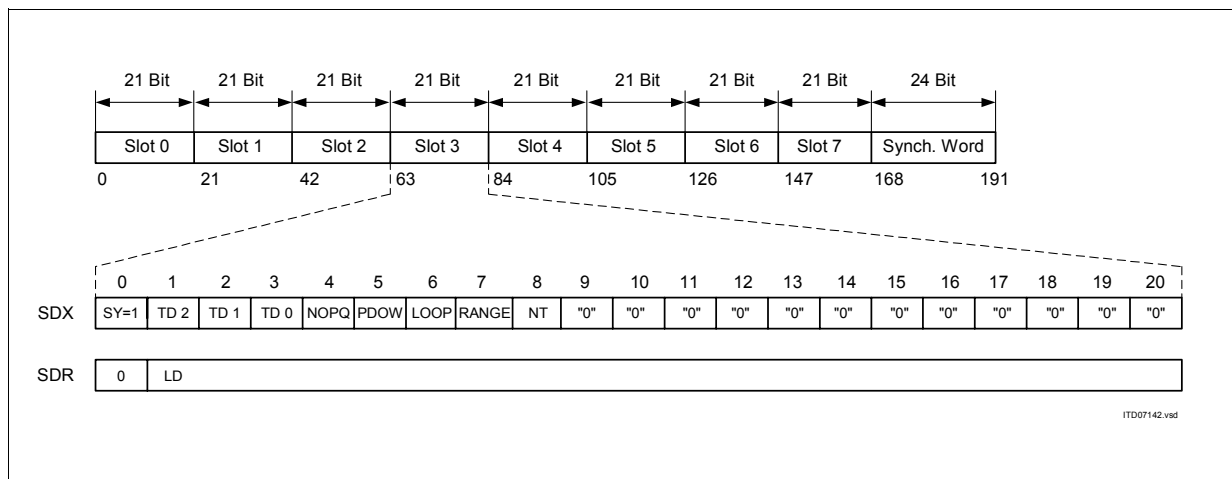 21 Bit 21 Bit 21 Bit 21 Bit 21 Bit 21 Bit 21 Bit 21 Bit 24 Bit
Slot 0 Slot 1 Slot 2 Slot 3 Slot 4 Slot 5 Slot 6 Slot 7 Synch. Word
0 21 42 63 84 105 126 147 168 191
0 1 2 3 4 5 6 7 8 9 10 11 12 13 14 15 16 17 18 19 20
SDX SY=1 TD 2 TD 1 TD 0 NOPQ PDOW LOOP RANGE NT "0" "0" "0" "0" "0" "0" "0" "0" "0" "0" "0" "0"
SDR 0 LD
ITD07142.vsd